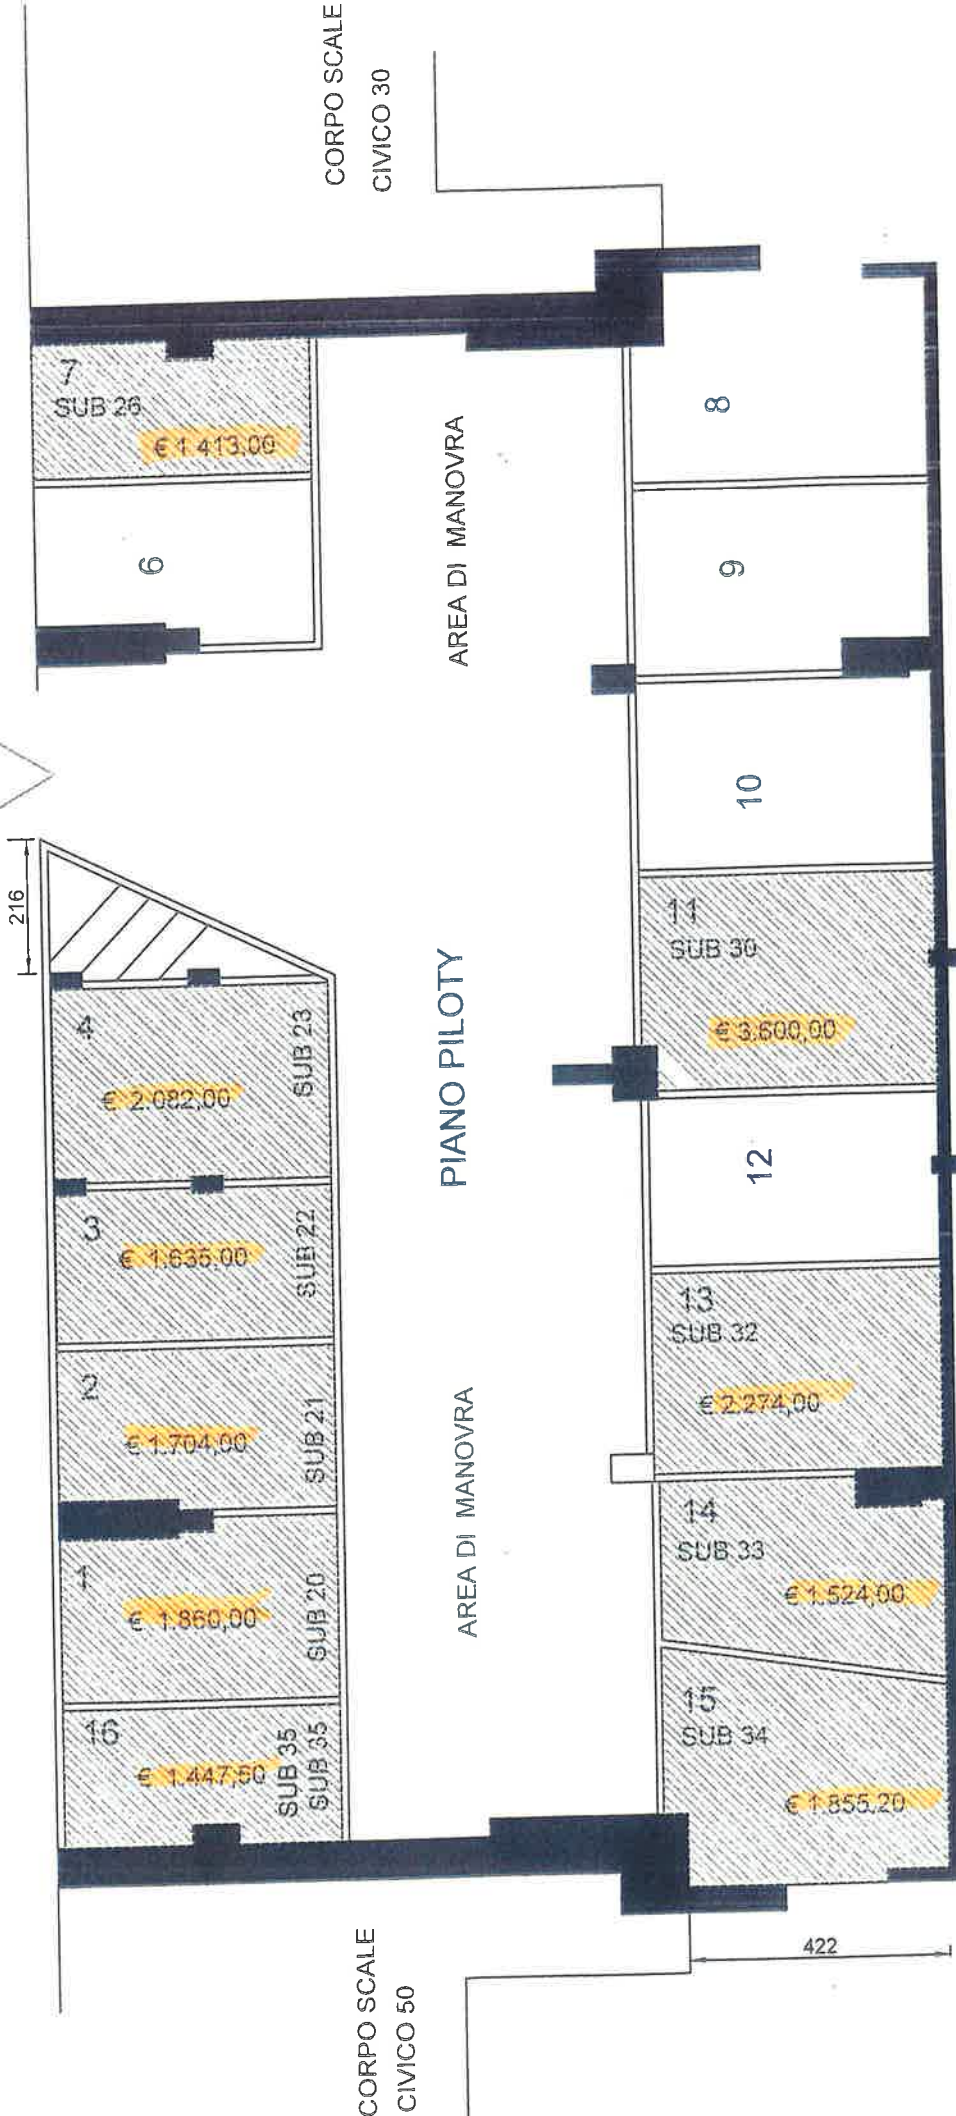 CORPO SCALE
CIVICO 30
7
SUB 26
€ 1.413,00
6
AREA DI MANOVRA
8
9
10
216
4
€ 2.082,00
SUB 23
3
€ 1.635,00
SUB 22
2
€ 1.704,00
SUB 21
1
€ 1.860,00
SUB 20
16
€ 1.447,60
SUB 35
SUB 35
PIANO PILOTY
AREA DI MANOVRA
11
SUB 30
€ 3.600,00
12
13
SUB 32
€ 2.274,00
14
SUB 33
€ 1.524,00
15
SUB 34
€ 1.855,20
CORPO SCALE
CIVICO 50
422